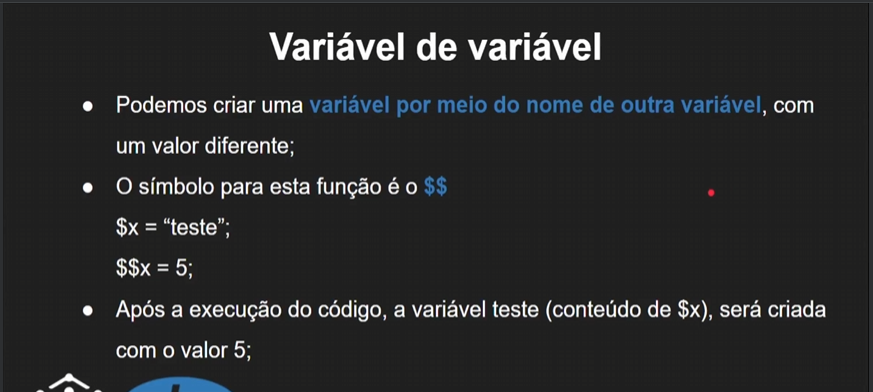 Variável de variável
● Podemos criar uma variável por meio do nome de outra variável, com
um valor diferente;
● O símbolo para esta função é o $$
$x = “teste”;
$$x = 5;
● Após a execução do código, a variável teste (conteúdo de $x), será criada
com o valor 5;